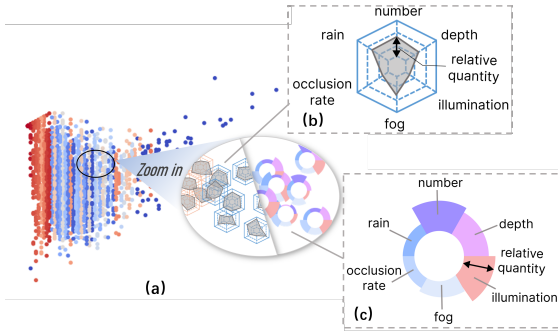 number
rain
depth
relative
quantity
occlusion
rate
illumination
fog
(b)
Zoom in
(a)
number
rain
depth
relative
quantity
occlusion
rate
illumination
fog
(c)